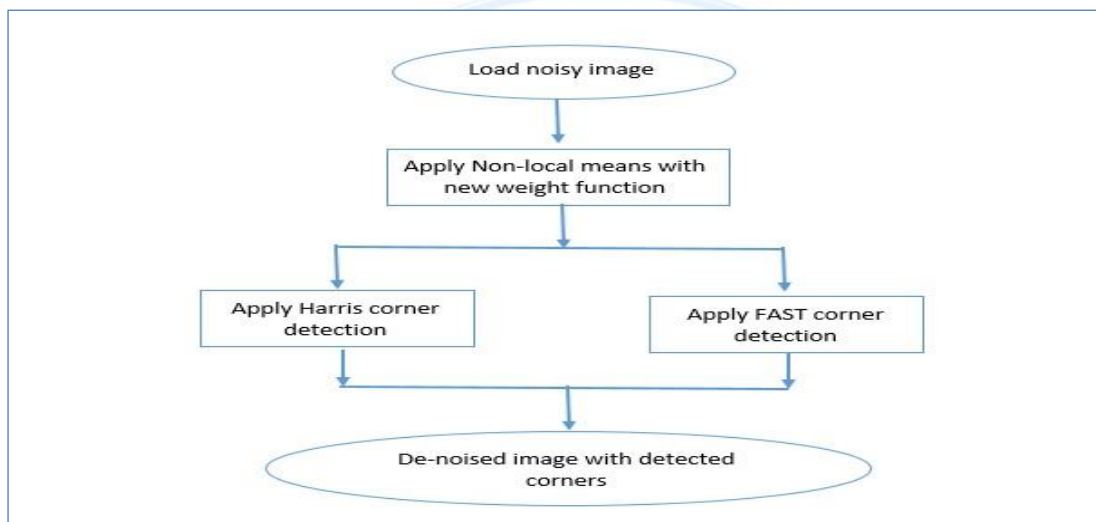 Load noisy image
Apply Non-local means with
new weight function
Apply Harris corner
detection
Apply FAST corner
detection
De-noised image with detected
corners